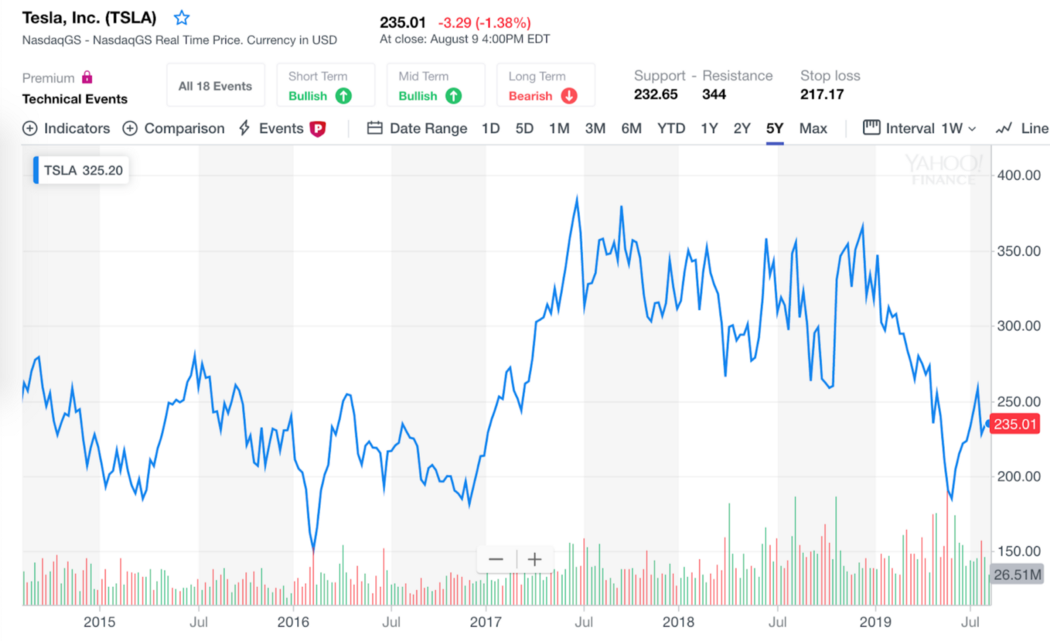 Tesla, Inc. (TSLA)
NasdaqGS - NasdaqGS Real Time Price. Currency in USD
235.01 -3.29 (-1.38%)
At close: August 9 4:00PM EDT
Premium
Technical Events
All 18 Events
Short Term
Bullish
Mid Term
Bullish
Long Term
Bearish
Support - Resistance
232.65 344
Stop loss
217.17
Indicators Comparison Events P Date Range 1D 5D 1M 3M 6M YTD 1Y 2Y 5Y Max Interval 1W Line
TSLA 325.20
YAHOO!
FINANCE
400.00
350.00
300.00
250.00
235.01
200.00
150.00
26.51M
2015 Jul 2016 Jul 2017 Jul 2018 Jul 2019 Jul